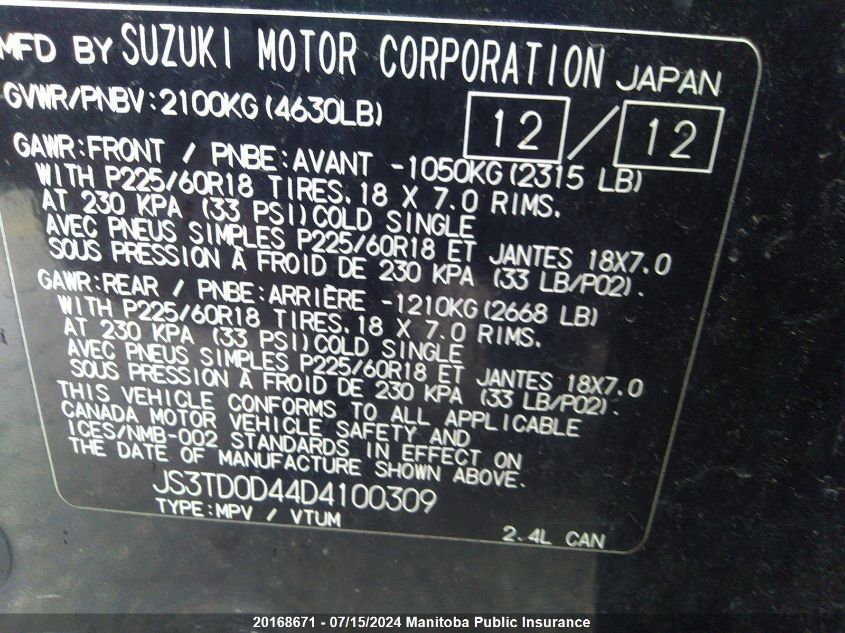 MFD BY SUZUKI MOTOR CORPORATION JAPAN
GVWR/PNBV:2100KG(4630LB) 12/12
GAWR:FRONT / PNBE:AVANT -1050KG(2315 LB)
WITH P225/60R18 TIRES.18 X 7.0 RIMS.
AT 230 KPA (33 PSI)COLD SINGLE
AVEC PNEUS SIMPLES P225/60R18 ET JANTES 18X7.0
SOUS PRESSION À FROID DE 230 KPA (33 LB/PO2).
GAWR:REAR / PNBE:ARRIÈRE -1210KG(2668 LB)
WITH P225/60R18 TIRES.18 X 7.0 RIMS.
AT 230 KPA (33 PSI)COLD SINGLE
AVEC PNEUS SIMPLES P225/60R18 ET JANTES 18X7.0
SOUS PRESSION À FROID DE 230 KPA (33 LB/PO2).
THIS VEHICLE CONFORMS TO ALL APPLICABLE
CANADA MOTOR VEHICLE SAFETY AND
ICES/NMB-002 STANDARDS IN EFFECT ON
THE DATE OF MANUFACTURE SHOWN ABOVE.
JS3TD0D44D4100309
TYPE:MPV / VTUM
2.4L CAN
20168671 - 07/15/2024 Manitoba Public Insurance